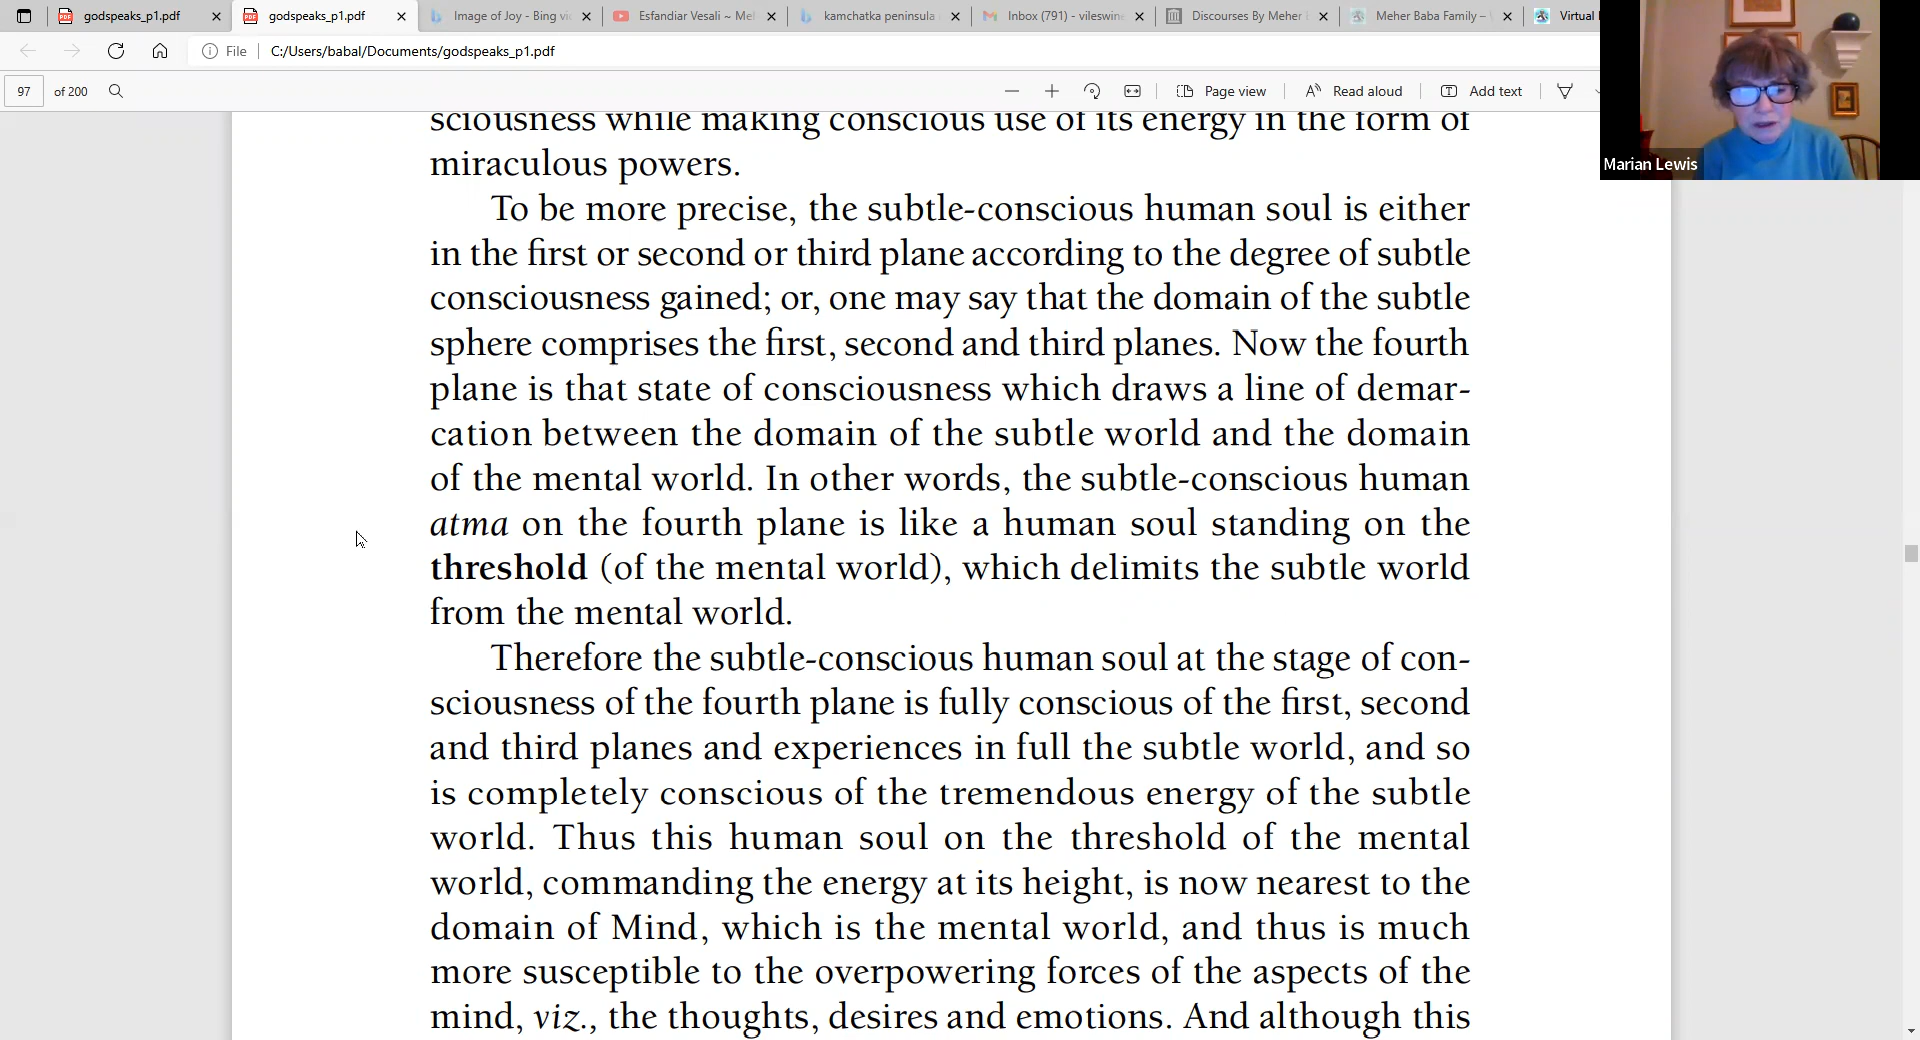 godspeaks_p1.pdf
godspeaks_p1.pdf
Image of Joy - Bing vi
Esfandiar Vesali ~ Me
kamchatka peninsula
Inbox (791) - vileswine
Discourses By Meher
Meher Baba Family –
Virtual
File C:/Users/babal/Documents/godspeaks_p1.pdf
97 of 200
Page view
Read aloud
Add text
Marian Lewis
sciousness while making conscious use of its energy in the form of
miraculous powers.
To be more precise, the subtle-conscious human soul is either
in the first or second or third plane according to the degree of subtle
consciousness gained; or, one may say that the domain of the subtle
sphere comprises the first, second and third planes. Now the fourth
plane is that state of consciousness which draws a line of demar-
cation between the domain of the subtle world and the domain
of the mental world. In other words, the subtle-conscious human
atma on the fourth plane is like a human soul standing on the
threshold (of the mental world), which delimits the subtle world
from the mental world.
Therefore the subtle-conscious human soul at the stage of con-
sciousness of the fourth plane is fully conscious of the first, second
and third planes and experiences in full the subtle world, and so
is completely conscious of the tremendous energy of the subtle
world. Thus this human soul on the threshold of the mental
world, commanding the energy at its height, is now nearest to the
domain of Mind, which is the mental world, and thus is much
more susceptible to the overpowering forces of the aspects of the
mind, viz., the thoughts, desires and emotions. And although this